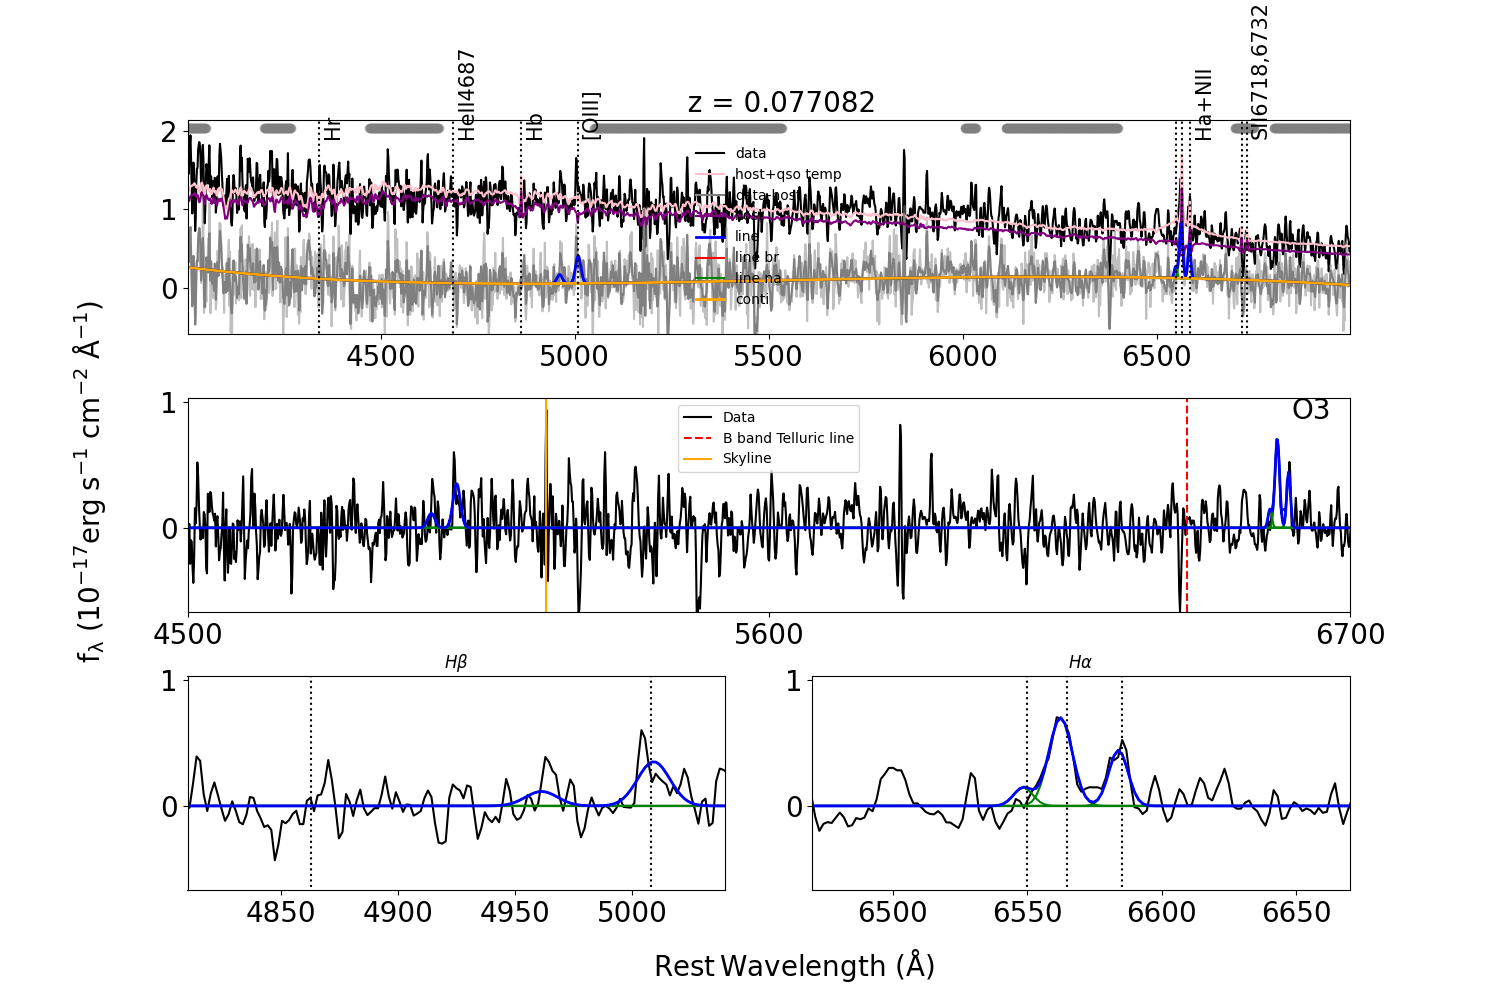 z = 0.077082
Hr
HeII4687
Hb
[OIII]
Ha+NII
SII6718,6732
2
1
0
data
host+qso temp
data-host
line
line br
line na
conti
4500 5000 5500 6000 6500
f_λ (10^{-17} erg s^{-1} cm^{-2} Å^{-1})
1
0
Data
B band Telluric line
Skyline
O3
4500 5600 6700
Hβ
1
0
4850 4900 4950 5000
Hα
1
0
6500 6550 6600 6650
Rest Wavelength (Å)